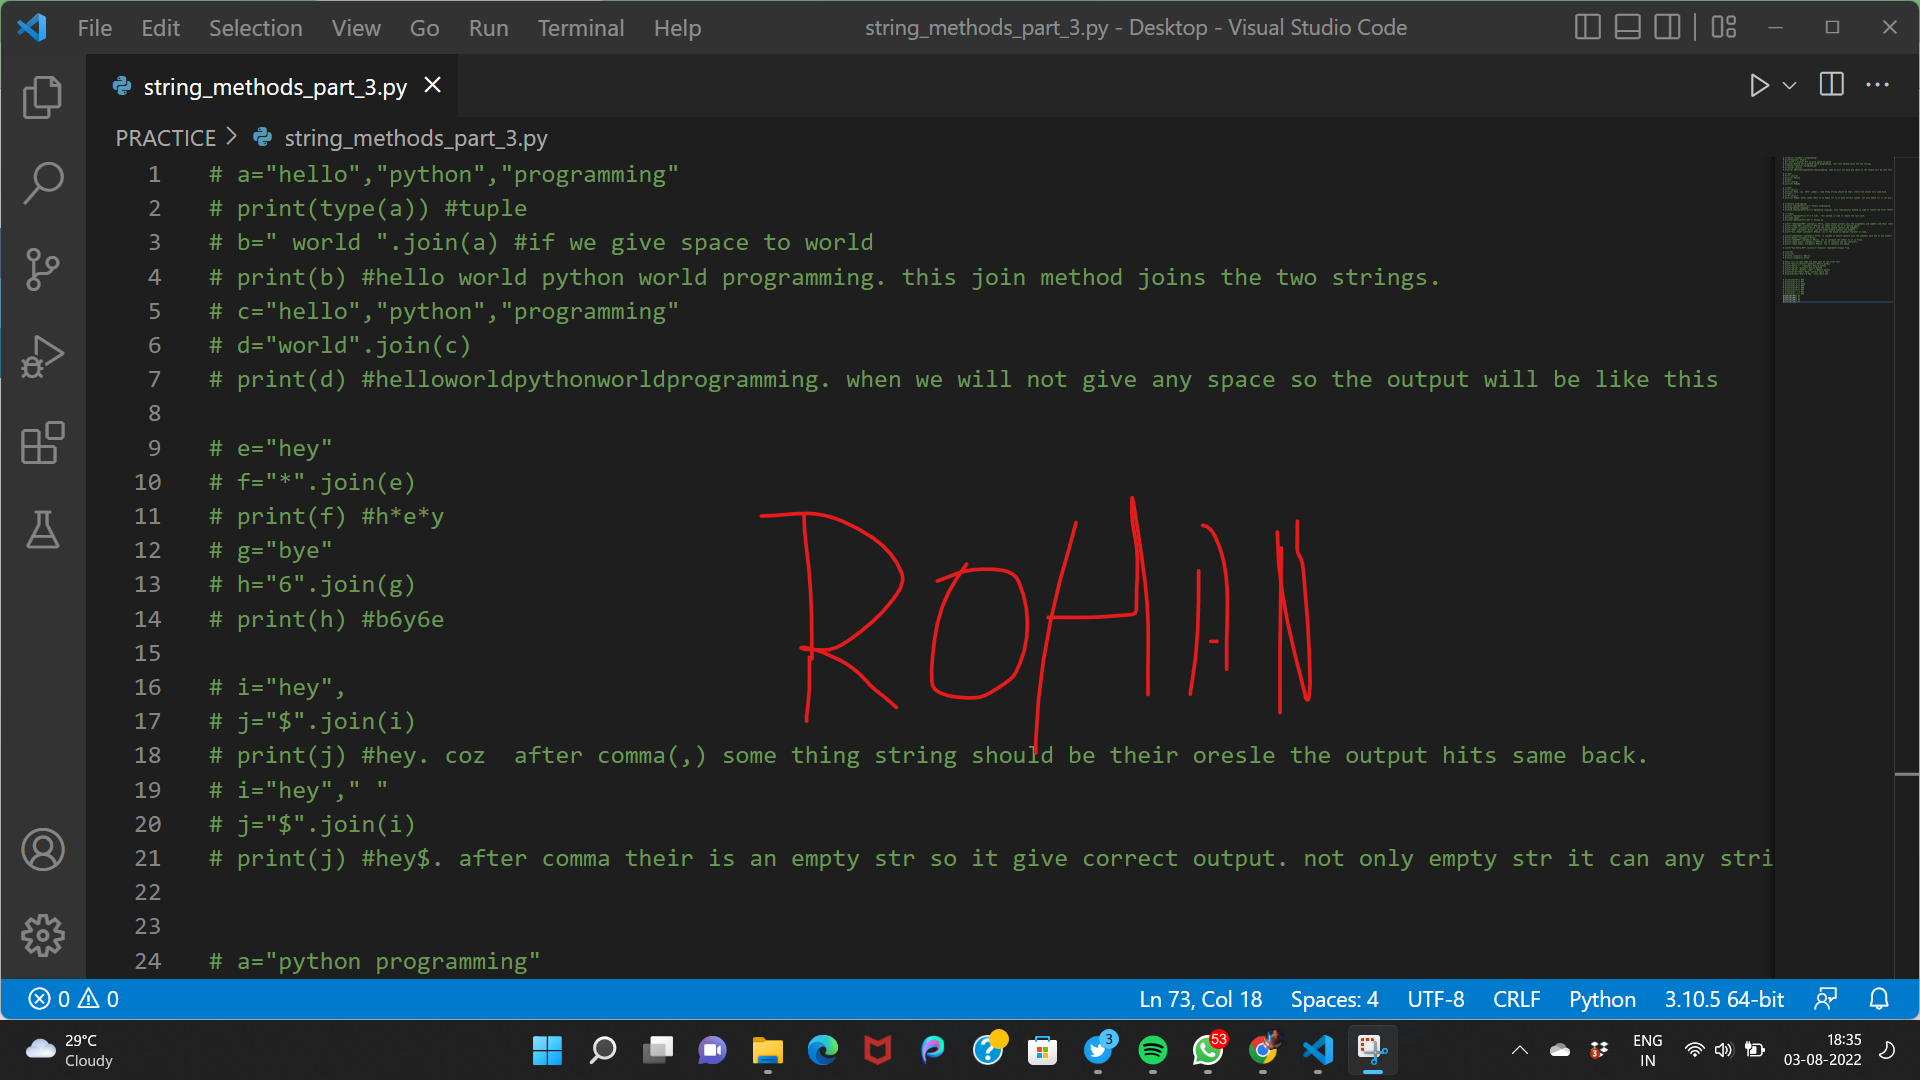 File Edit Selection View Go Run Terminal Help string_methods_part_3.py - Desktop - Visual Studio Code
string_methods_part_3.py
PRACTICE > string_methods_part_3.py
1 # a="hello","python","programming"
2 # print(type(a)) #tuple
3 # b=" world ".join(a) #if we give space to world
4 # print(b) #hello world python world programming. this join method joins the two strings.
5 # c="hello","python","programming"
6 # d="world".join(c)
7 # print(d) #helloworldpythonworldprogramming. when we will not give any space so the output will be like this
8
9 # e="hey"
10 # f="*".join(e)
11 # print(f) #h*e*y
12 # g="bye"
13 # h="6".join(g)
14 # print(h) #b6y6e
ROHAN
15
16 # i="hey",
17 # j="$".join(i)
18 # print(j) #hey. coz  after comma(,) some thing string should be their oresle the output hits same back.
19 # i="hey"," "
20 # j="$".join(i)
21 # print(j) #hey$. after comma their is an empty str so it give correct output. not only empty str it can any stri
22
23
24 # a="python programming"
0 0 Ln 73, Col 18 Spaces: 4 UTF-8 CRLF Python 3.10.5 64-bit
29°C
Cloudy
3 53 3
ENG
IN
18:35
03-08-2022